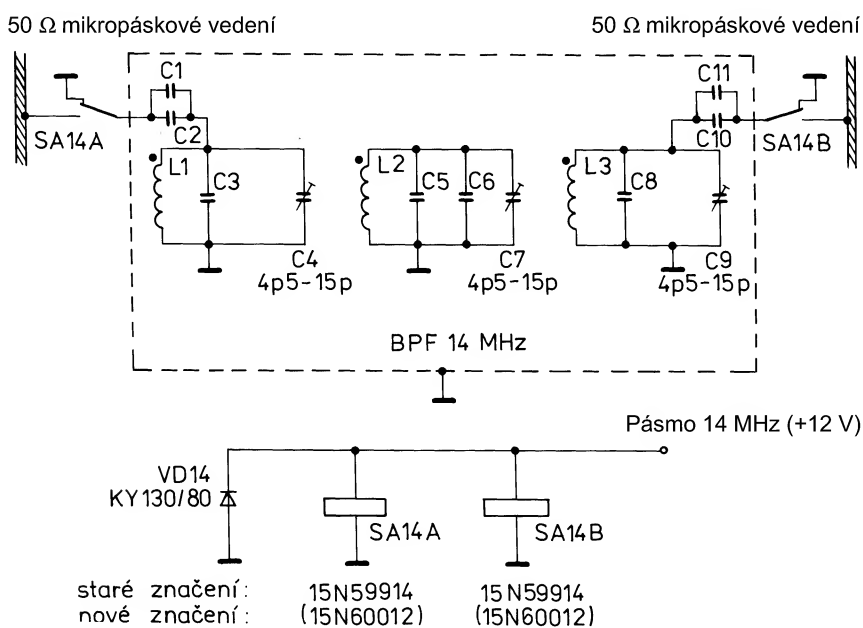 50 Ω mikropáskové vedení
50 Ω mikropáskové vedení
C1
C11
C2
C10
SA14A
SA14B
L1
L2
L3
C3
C5
C6
C8
C4
C7
C9
4p5-15p
4p5-15p
4p5-15p
BPF 14 MHz
Pásmo 14 MHz (+12 V)
VD14
KY130/80
SA14A
SA14B
staré značení: 15N59914 15N59914
nové značení: (15N60012) (15N60012)